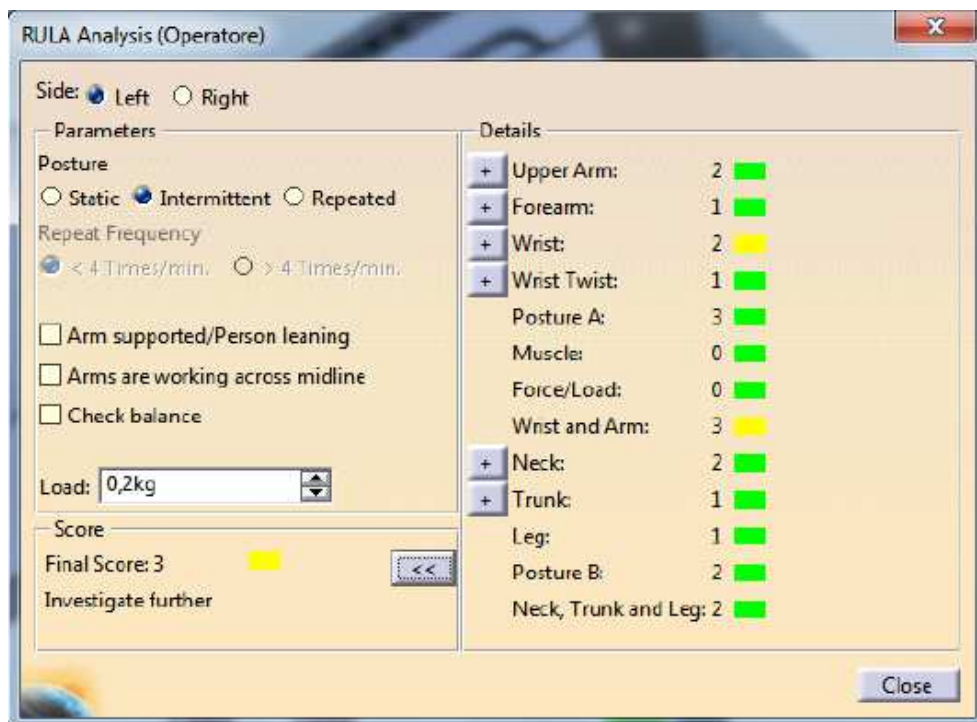 RULA Analysis (Operatore)
Side: Left Right
Parameters
Posture
Static Intermittent Repeated
Repeat Frequency
< 4 Times/min. > 4 Times/min.
Arm supported/Person leaning
Arms are working across midline
Check balance
Load: 0,2kg
Score
Final Score: 3
<<
Investigate further
Details
+ Upper Arm: 2
+ Forearm: 1
+ Wrist: 2
+ Wrist Twist: 1
Posture A: 3
Muscle: 0
Force/Load: 0
Wrist and Arm: 3
+ Neck: 2
+ Trunk: 1
Leg: 1
Posture B: 2
Neck, Trunk and Leg: 2
Close